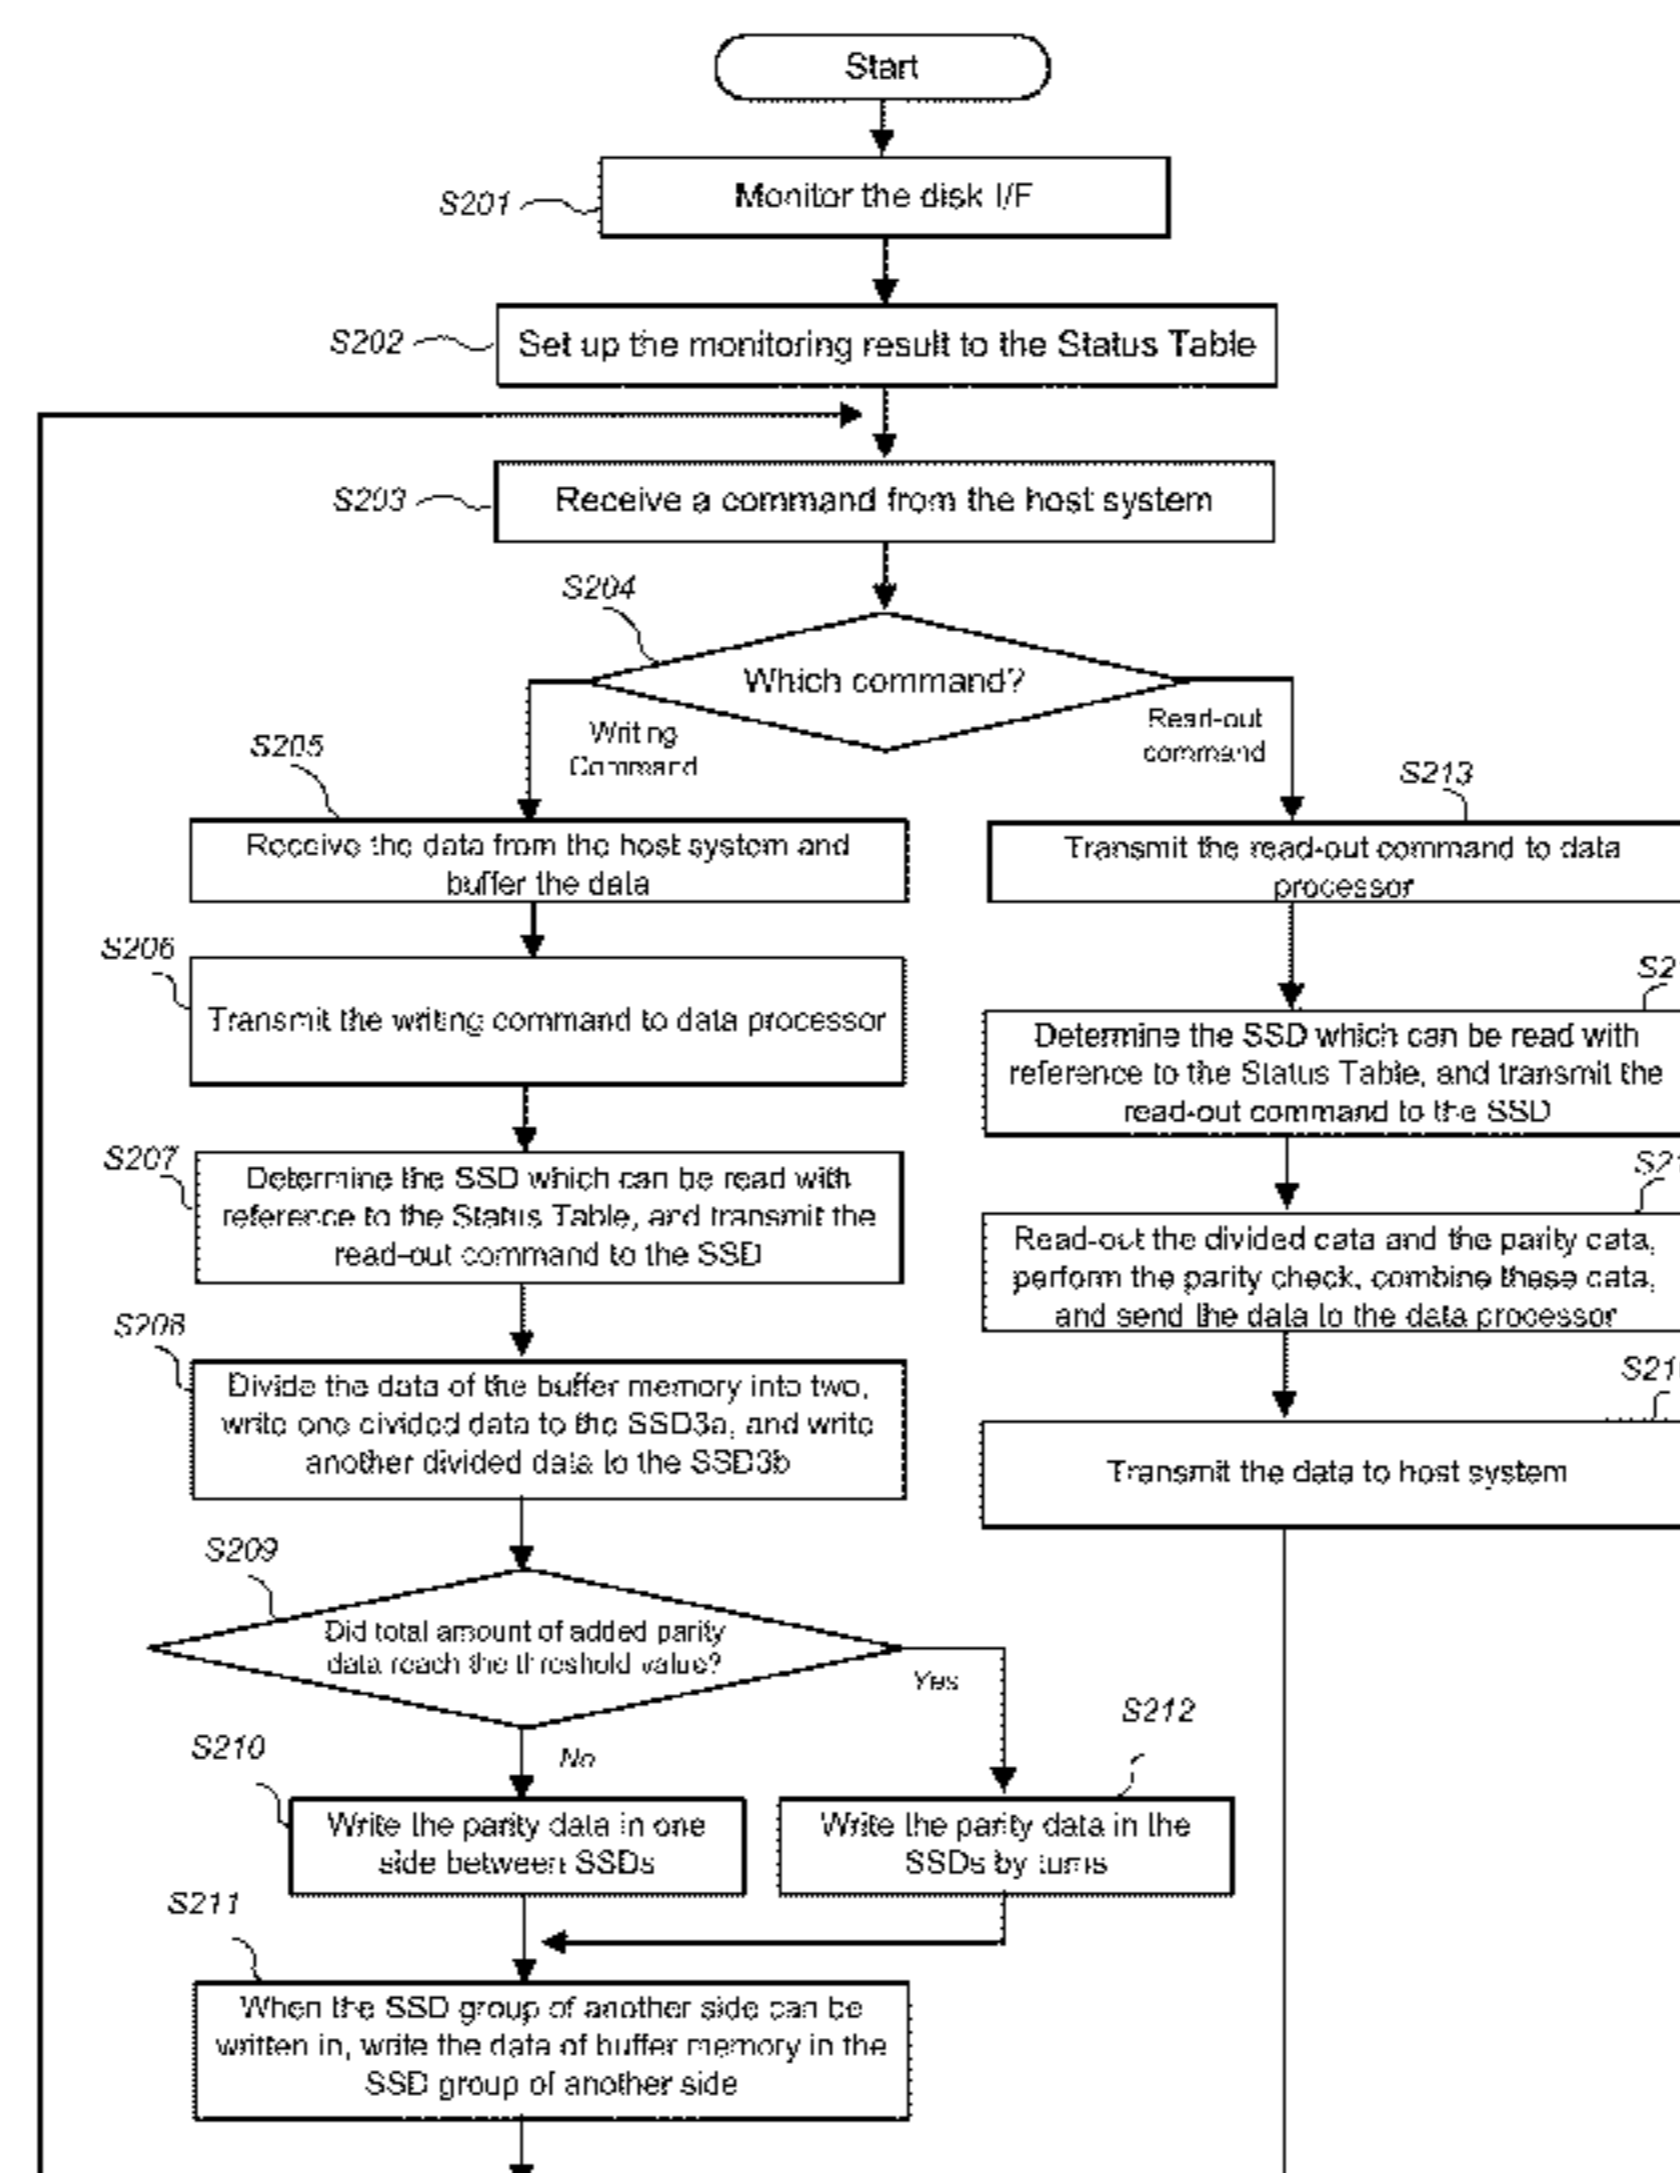 Start
S201
Monitor the disk I/F
S202
Set up the monitoring result to the Status Table
S203
Receive a command from the host system
S204
Which command?
Writing
Command
Read-out
command
S205
Receive the data from the host system and
buffer the data
S213
Transmit the read-out command to data
processor
S206
Transmit the writing command to data processor
S2
Determine the SSD which can be read with
reference to the Status Table, and transmit the
read-out command to the SSD
S207
Determine the SSD which can be read with
reference to the Status Table, and transmit the
read-out command to the SSD
S21
Read-out the divided data and the parity data,
perform the parity check, combine these data,
and send the data to the data processor
S208
Divide the data of the buffer memory into two,
write one divided data to the SSD3a, and write
another divided data to the SSD3b
S21
Transmit the data to host system
S209
Did total amount of added parity
data reach the threshold value?
Yes
No
S210
Write the parity data in one
side between SSDs
S212
Write the parity data in the
SSDs by turns
S211
When the SSD group of another side can be
written in, write the data of buffer memory in the
SSD group of another side